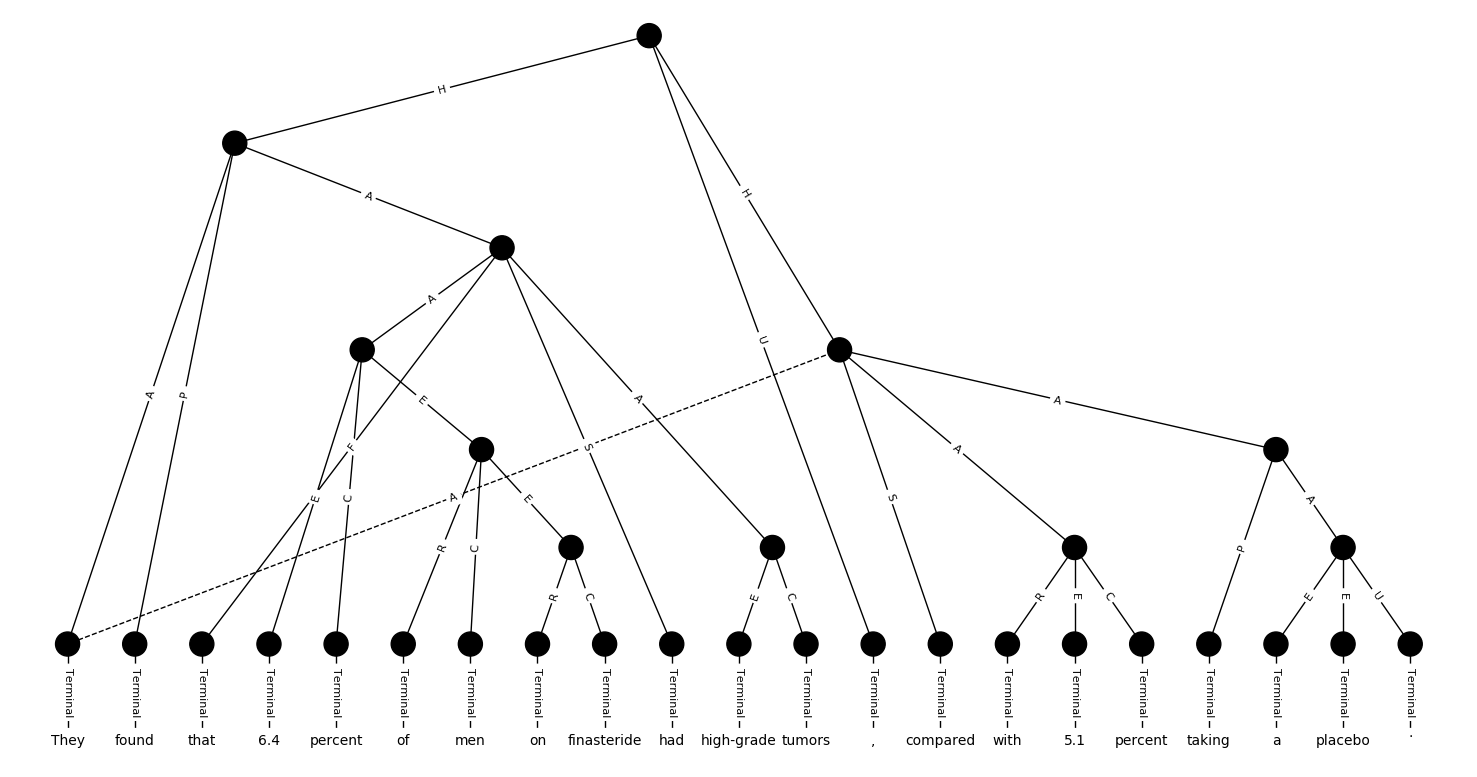 H
A
H
A
U
A
P
E
A
A
F
S
A
E
C
A
E
S
A
P
R
C
R
E
C
R
C
E
C
E
E
U
Terminal Terminal Terminal Terminal Terminal Terminal Terminal Terminal Terminal Terminal Terminal Terminal Terminal Terminal Terminal Terminal Terminal Terminal Terminal Terminal Terminal
They found that 6.4 percent of men on finasteride had high-grade tumors , compared with 5.1 percent taking a placebo .